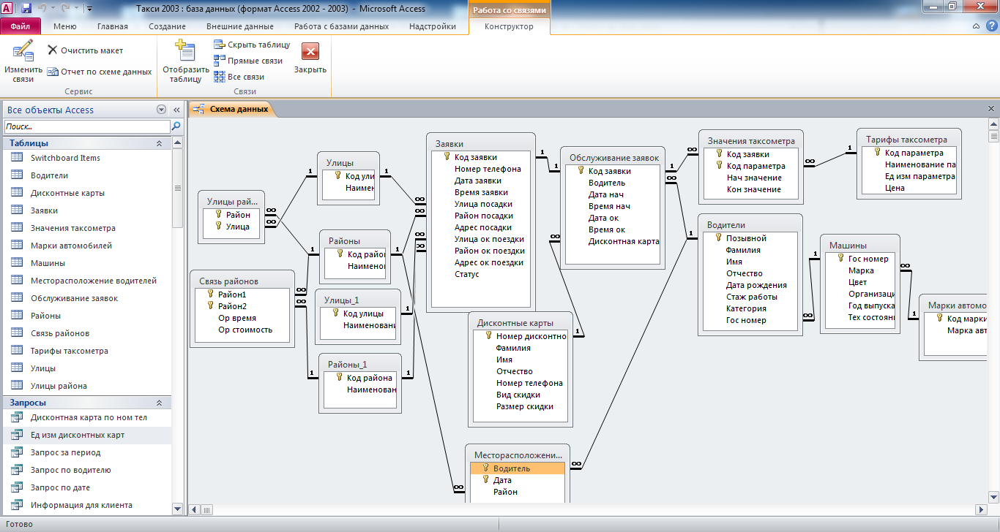 Такси 2003 : база данных (формат Access 2002 - 2003) - Microsoft Access
Работа со связями
Файл
Меню
Главная
Создание
Внешние данные
Работа с базами данных
Надстройки
Конструктор
Изменить связи
Очистить макет
Отчет по схеме данных
Сервис
Отобразить таблицу
Скрыть таблицу
Прямые связи
Все связи
Связи
Закрыть
Все объекты Access
Поиск...
Таблицы
Switchboard Items
Водители
Дисконтные карты
Заявки
Значения таксометра
Марки автомобилей
Машины
Месторасположение водителей
Обслуживание заявок
Районы
Связь районов
Тарифы таксометра
Улицы
Улицы района
Запросы
Дисконтная карта по ном тел
Ед изм дисконтных карт
Запрос за период
Запрос по водителю
Запрос по дате
Информация для клиента
Схема данных
Улицы рай...
Район
Улица
Связь районов
Район1
Район2
Ор время
Ор стоимость
Улицы
Код ули
Наимен
Районы
Код райо
Наимено
Улицы_1
Код улицы
Наименовани
Районы_1
Код района
Наименован
Заявки
Код заявки
Номер телефона
Дата заявки
Время заявки
Улица посадки
Район посадки
Адрес посадки
Улица ок поездки
Район ок поездки
Адрес ок поездки
Статус
Дисконтные карты
Номер дисконтно
Фамилия
Имя
Отчество
Номер телефона
Вид скидки
Размер скидки
Месторасположени...
Водитель
Дата
Район
Обслуживание заявок
Код заявки
Водитель
Дата нач
Время нач
Дата ок
Время ок
Дисконтная карта
Значения таксометра
Код заявки
Код параметра
Нач значение
Кон значение
Тарифы таксометра
Код параметра
Наименование па
Ед изм параметра
Цена
Водители
Позывной
Фамилия
Имя
Отчество
Дата рождения
Стаж работы
Категория
Гос номер
Машины
Гос номер
Марка
Цвет
Организаци
Год выпуска
Тех состоян
Марки автомо
Код марки
Марка авт
Готово